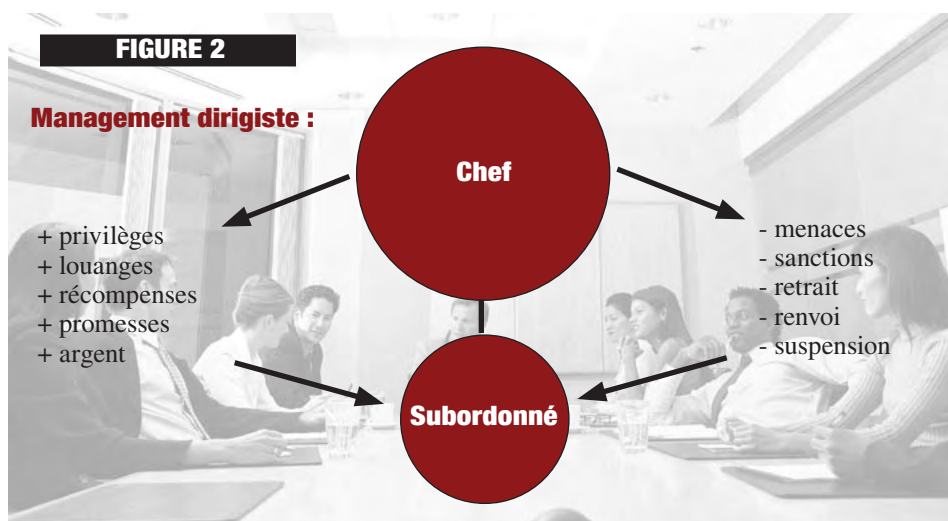 FIGURE 2
Management dirigiste :
Chef
+ privilèges
+ louanges
+ récompenses
+ promesses
+ argent
- menaces
- sanctions
- retrait
- renvoi
- suspension
Subordonné